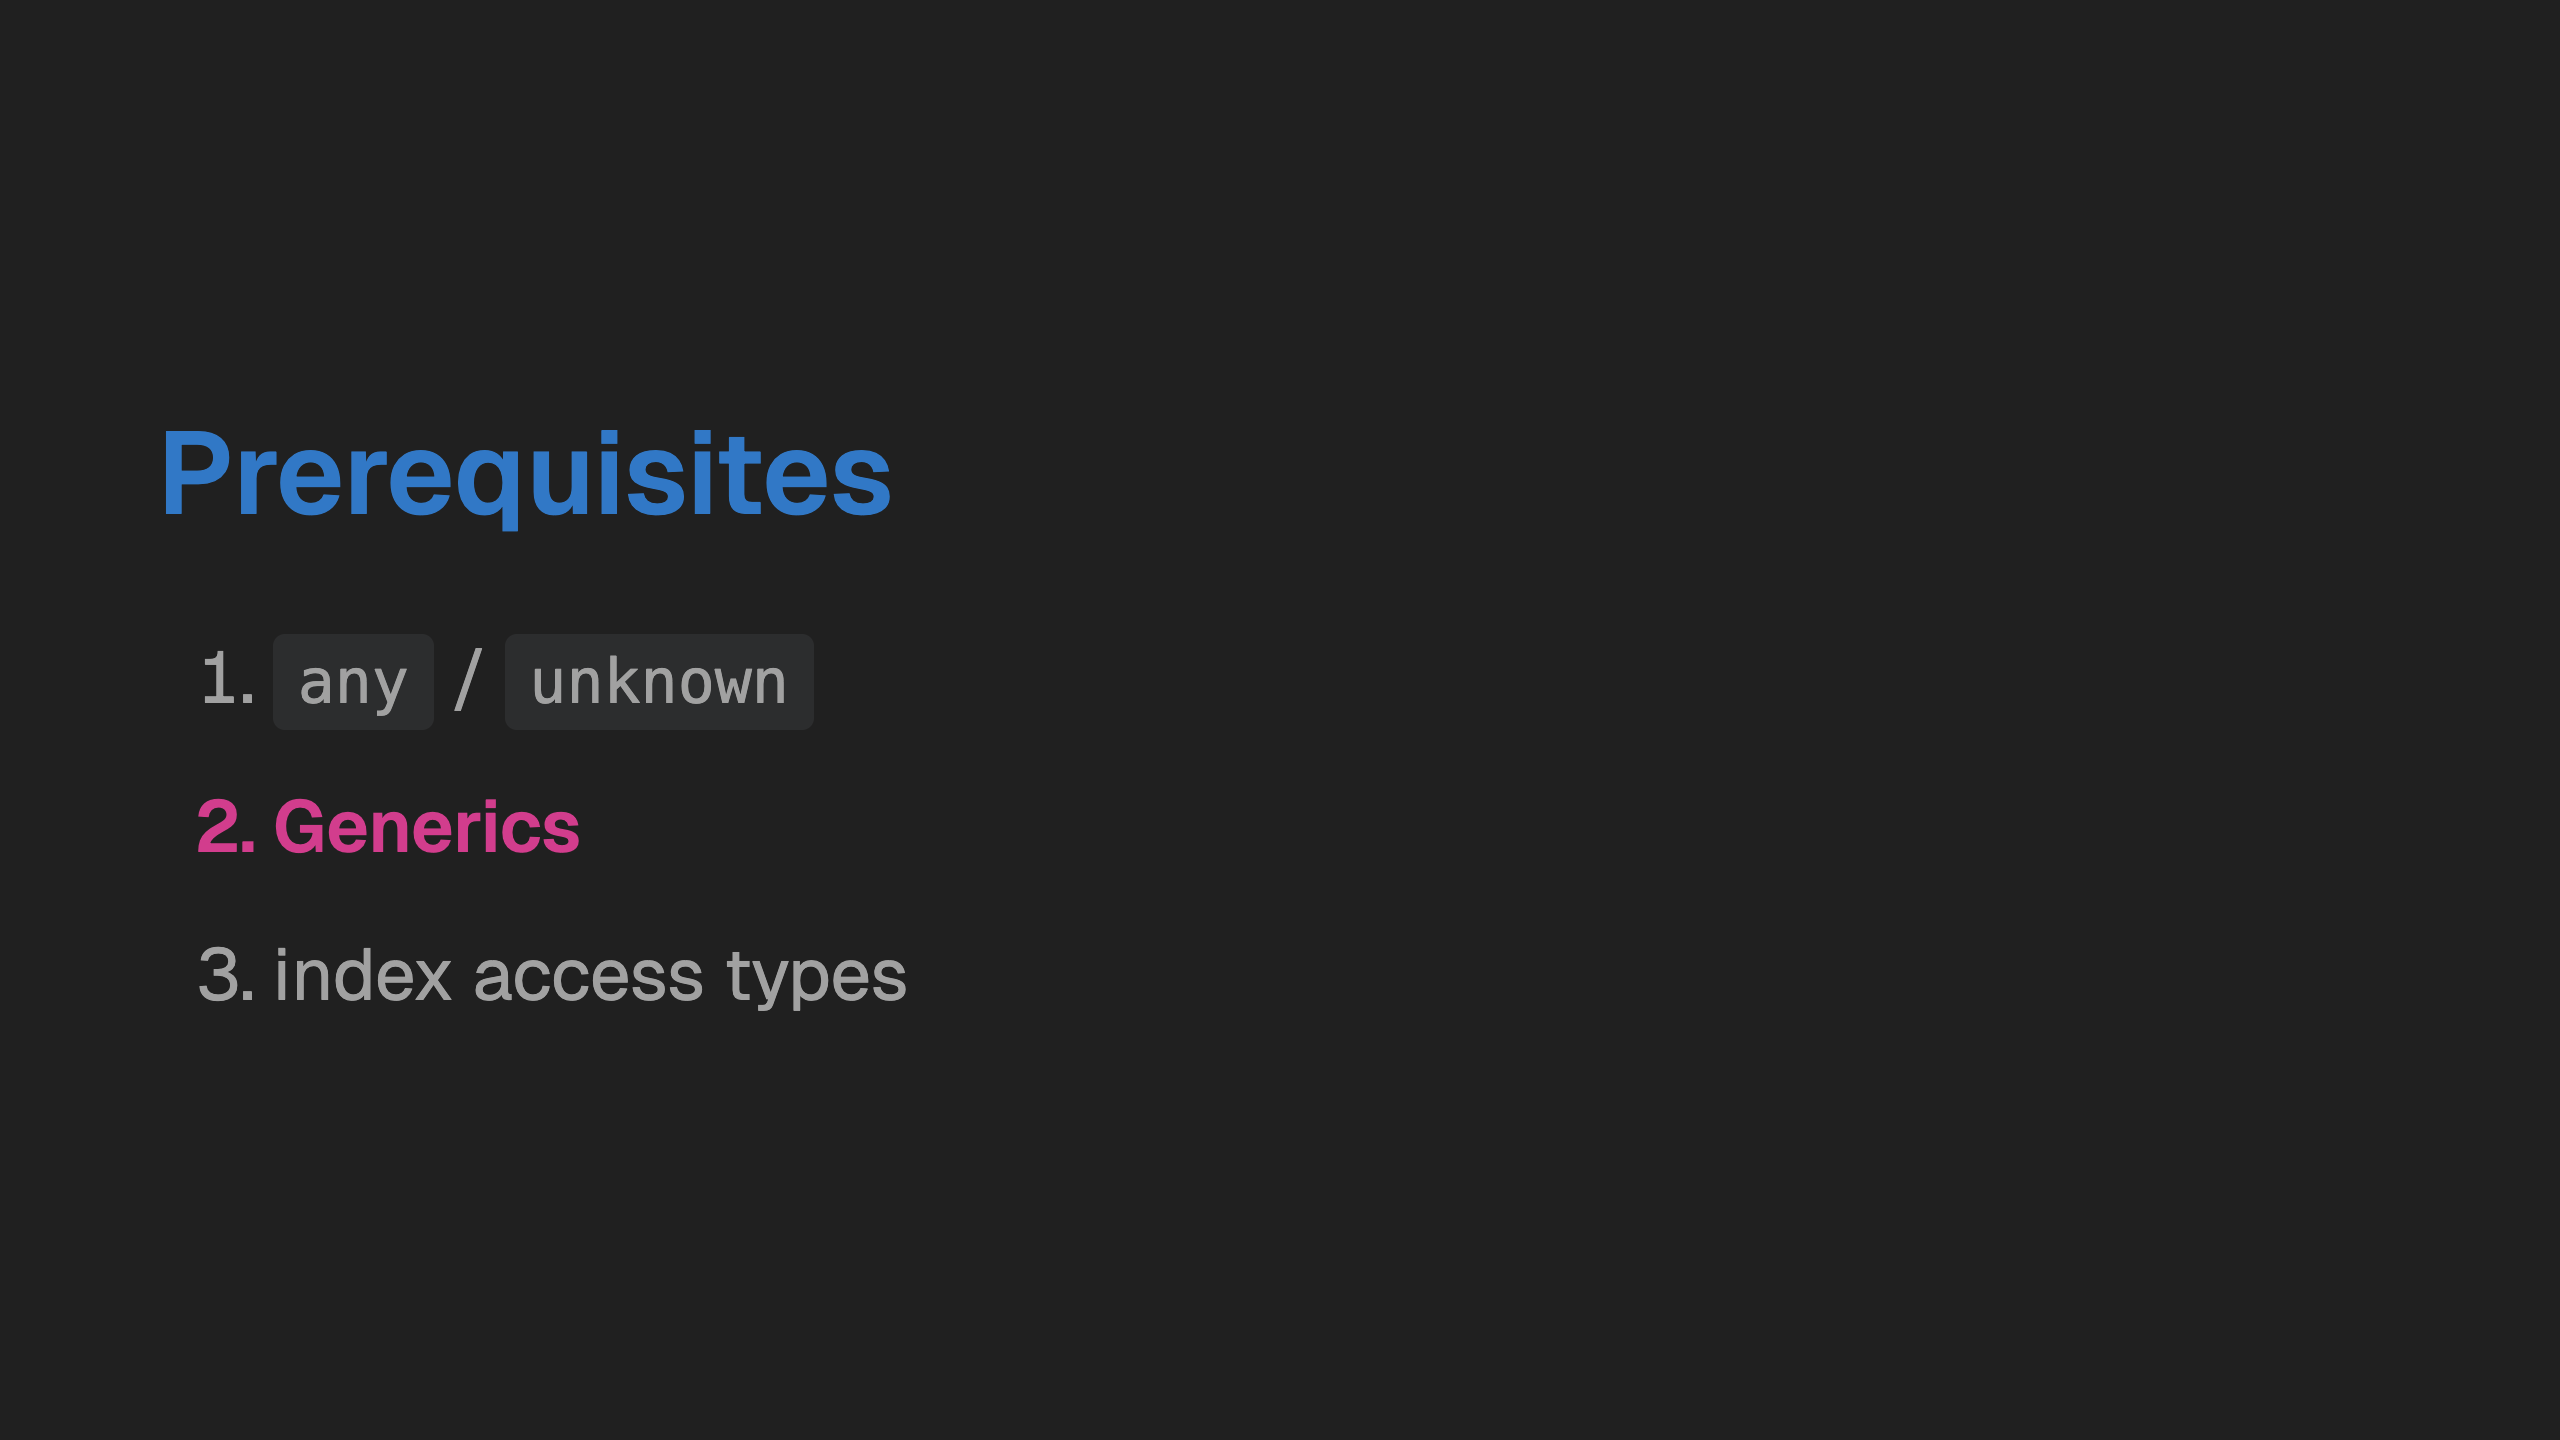 Prerequisites
1. any / unknown
2. Generics
3. index access types